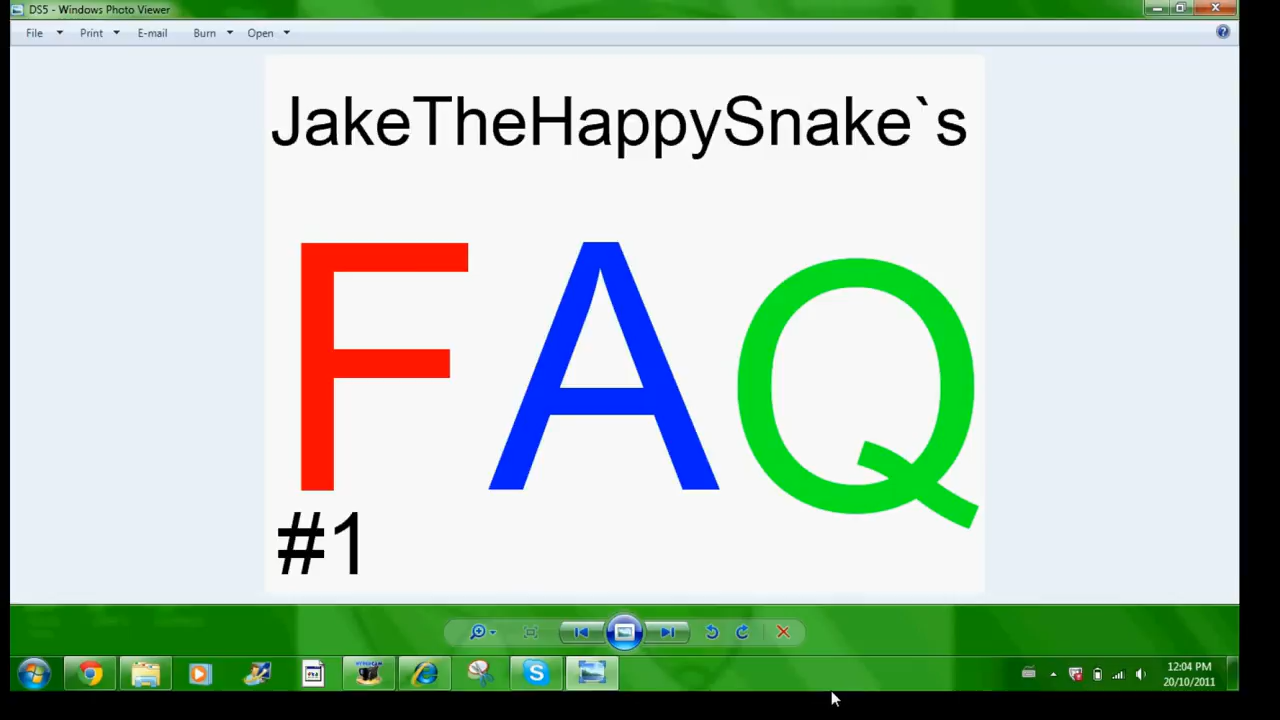 DS5 - Windows Photo Viewer
File Print E-mail Burn Open
JakeTheHappySnake`s
FAQ
#1
12:04 PM
20/10/2011